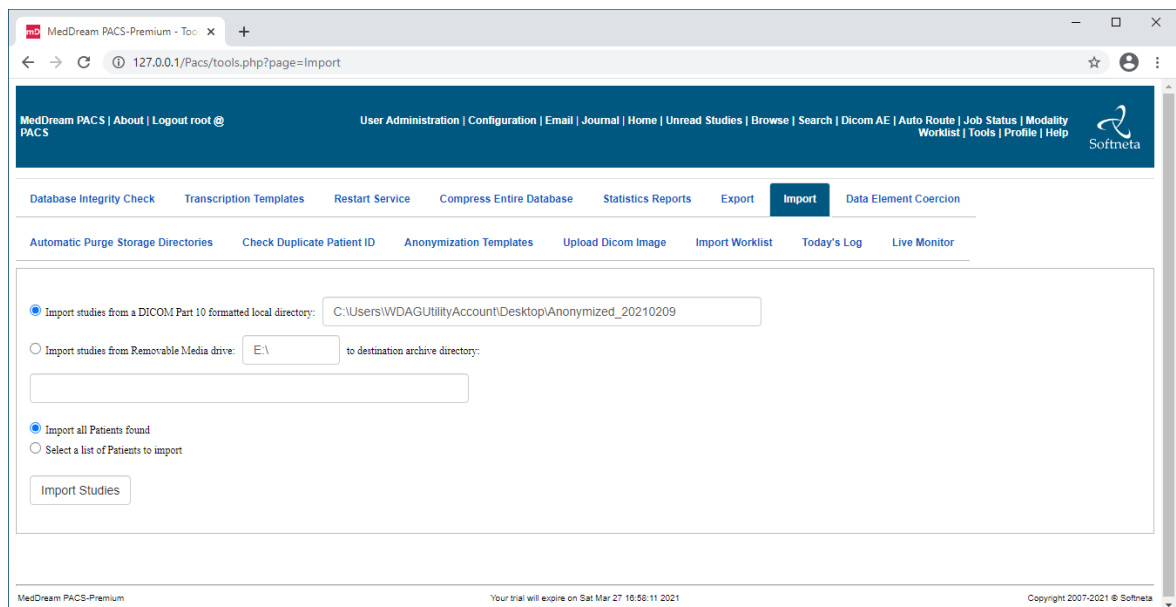 mD MedDream PACS-Premium - Too
127.0.0.1/Pacs/tools.php?page=Import
MedDream PACS | About | Logout root @
PACS
User Administration | Configuration | Email | Journal | Home | Unread Studies | Browse | Search | Dicom AE | Auto Route | Job Status | Modality
Worklist | Tools | Profile | Help
Softneta
Database Integrity Check Transcription Templates Restart Service Compress Entire Database Statistics Reports Export Import Data Element Coercion
Automatic Purge Storage Directories Check Duplicate Patient ID Anonymization Templates Upload Dicom Image Import Worklist Today's Log Live Monitor
Import studies from a DICOM Part 10 formatted local directory: C:\Users\WDAGUtilityAccount\Desktop\Anonymized_20210209
Import studies from Removable Media drive: E:\ to destination archive directory:
Import all Patients found
Select a list of Patients to import
Import Studies
MedDream PACS-Premium Your trial will expire on Sat Mar 27 16:58:11 2021 Copyright 2007-2021 © Softneta